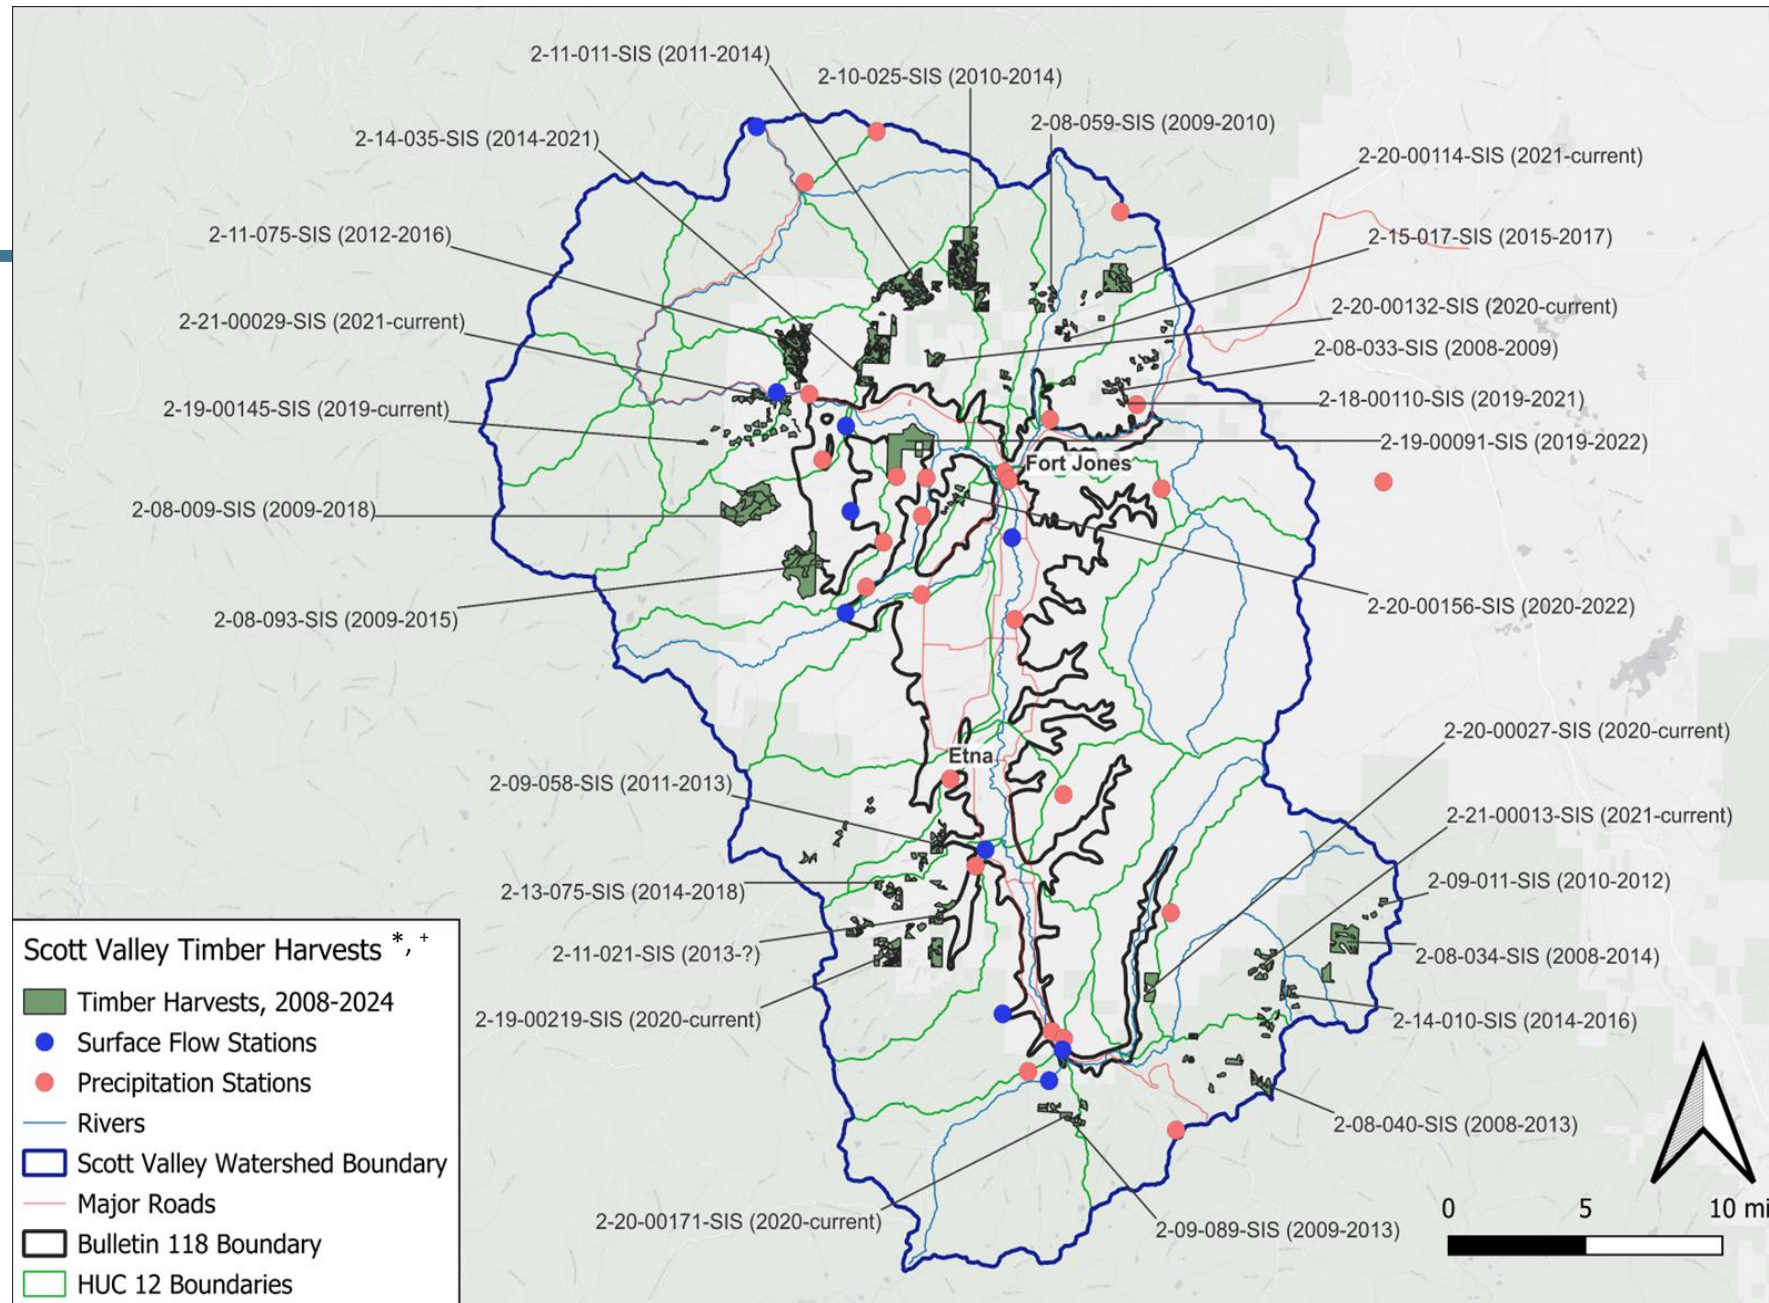 2-11-011-SIS (2011-2014)
2-10-025-SIS (2010-2014)
2-14-035-SIS (2014-2021)
2-08-059-SIS (2009-2010)
2-20-00114-SIS (2021-current)
2-11-075-SIS (2012-2016)
2-15-017-SIS (2015-2017)
2-20-00132-SIS (2020-current)
2-21-00029-SIS (2021-current)
2-08-033-SIS (2008-2009)
2-19-00145-SIS (2019-current)
2-18-00110-SIS (2019-2021)
2-19-00091-SIS (2019-2022)
Fort Jones
2-08-009-SIS (2009-2018)
2-20-00156-SIS (2020-2022)
2-08-093-SIS (2009-2015)
2-20-00027-SIS (2020-current)
Etna
2-09-058-SIS (2011-2013)
2-21-00013-SIS (2021-current)
2-13-075-SIS (2014-2018)
2-09-011-SIS (2010-2012)
2-11-021-SIS (2013-?)
2-08-034-SIS (2008-2014)
2-19-00219-SIS (2020-current)
2-14-010-SIS (2014-2016)
2-08-040-SIS (2008-2013)
2-20-00171-SIS (2020-current)
2-09-089-SIS (2009-2013)
Scott Valley Timber Harvests *, +
Timber Harvests, 2008-2024
Surface Flow Stations
Precipitation Stations
Rivers
Scott Valley Watershed Boundary
Major Roads
Bulletin 118 Boundary
HUC 12 Boundaries
0 5 10 mi